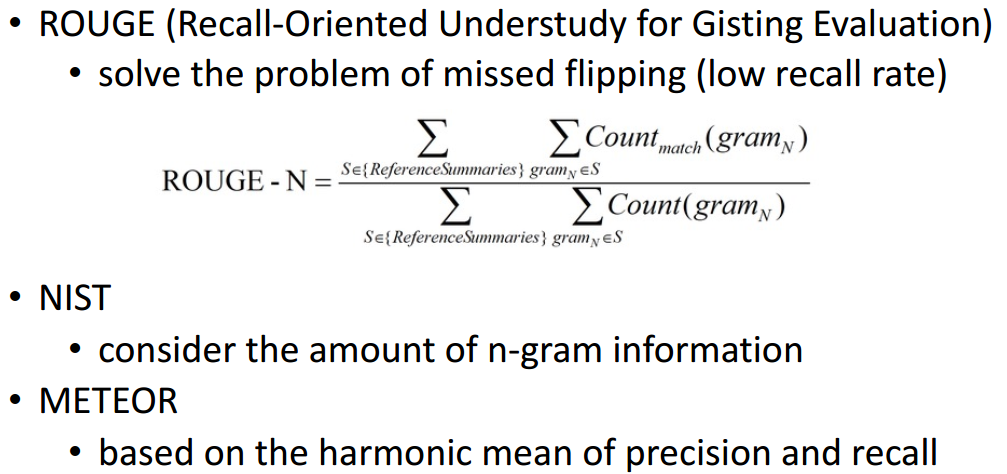 • ROUGE (Recall-Oriented Understudy for Gisting Evaluation)
• solve the problem of missed flipping (low recall rate)
ROUGE - N = \frac{\sum_{S \in \{ReferenceSummaries\}} \sum_{gram_N \in S} Count_{match}(gram_N)}{\sum_{S \in \{ReferenceSummaries\}} \sum_{gram_N \in S} Count(gram_N)}
• NIST
• consider the amount of n-gram information
• METEOR
• based on the harmonic mean of precision and recall